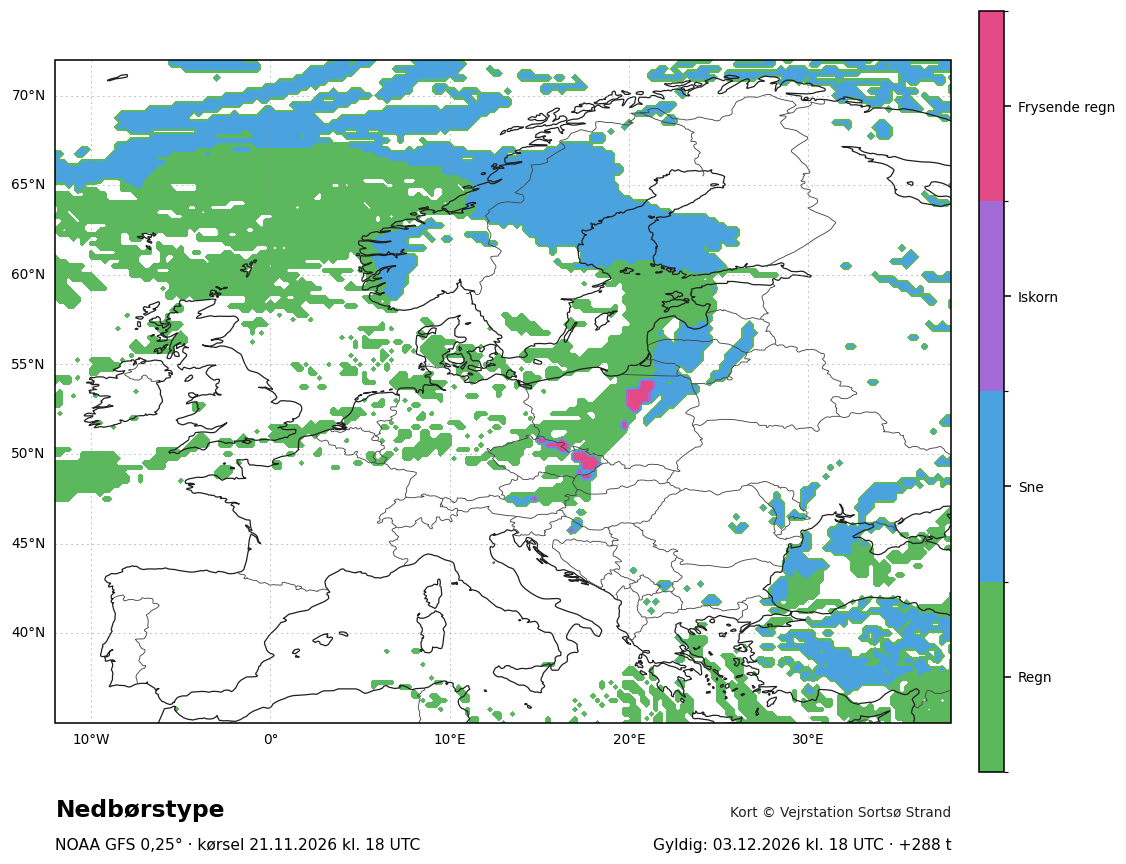 70°N
65°N
60°N
55°N
50°N
45°N
40°N
10°W
0°
10°E
20°E
30°E
Frysende regn
Iskorn
Sne
Regn
Nedbørstype
Kort © Vejrstation Sortsø Strand
NOAA GFS 0,25° · kørsel 21.11.2026 kl. 18 UTC
Gyldig: 03.12.2026 kl. 18 UTC · +288 t